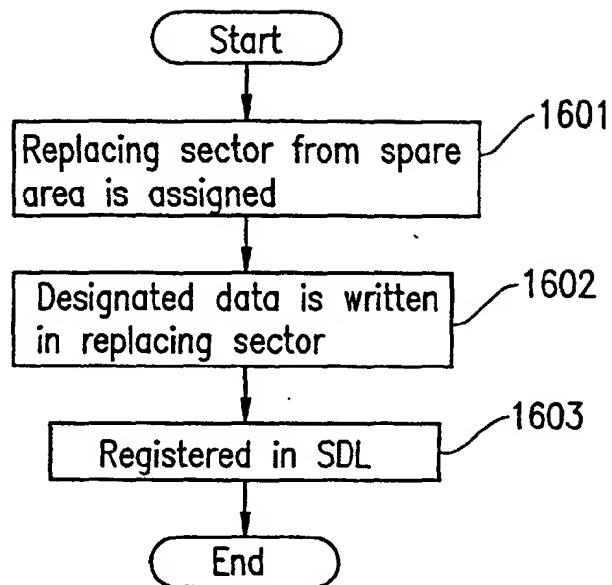 Start
1601
Replacing sector from spare
area is assigned
1602
Designated data is written
in replacing sector
1603
Registered in SDL
End